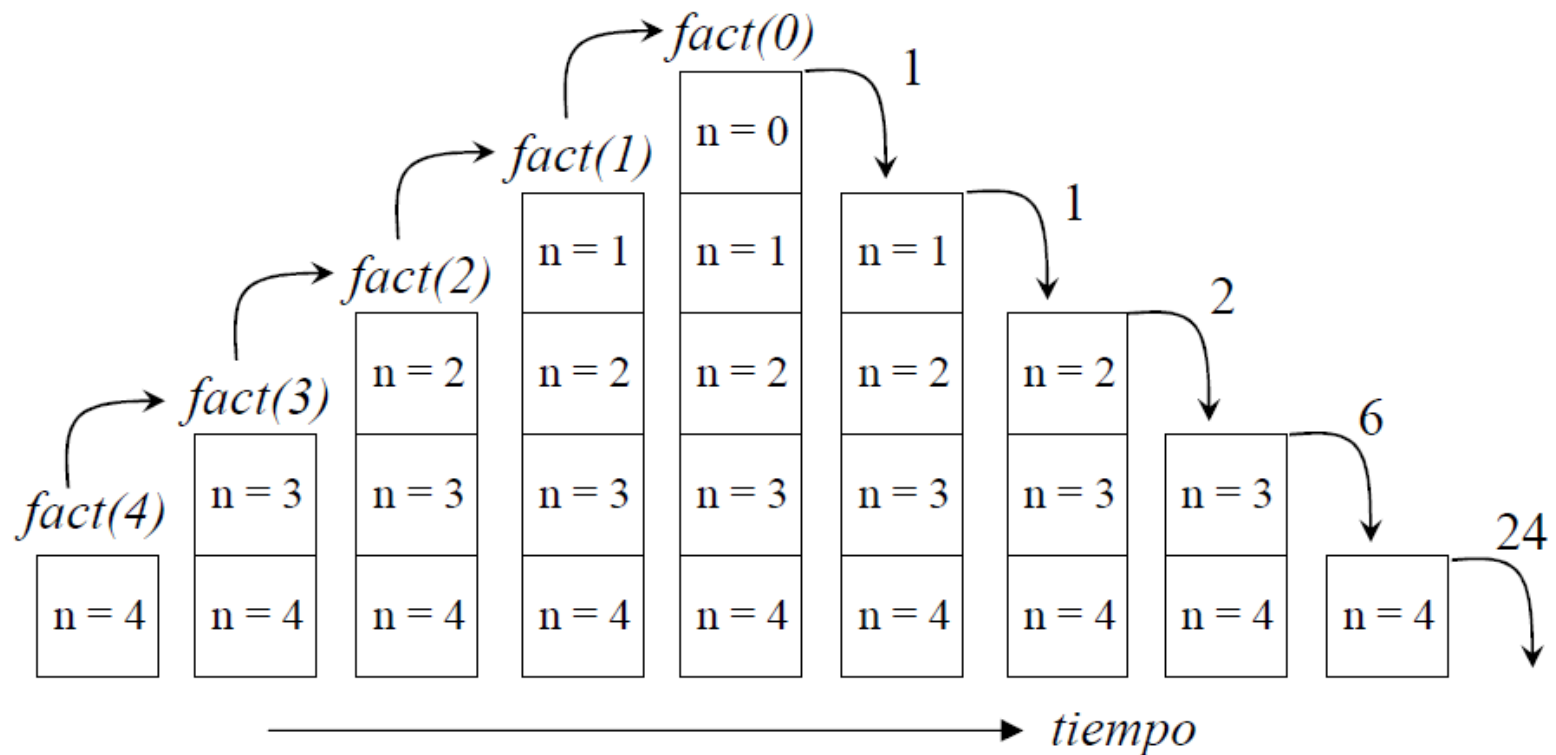 fact(0)
1
n = 0
fact(1)
1
n = 1
n = 1
n = 1
fact(2)
2
n = 2
n = 2
n = 2
n = 2
n = 2
fact(3)
6
n = 3
n = 3
n = 3
n = 3
n = 3
n = 3
n = 3
fact(4)
24
n = 4
n = 4
n = 4
n = 4
n = 4
n = 4
n = 4
n = 4
n = 4
tiempo